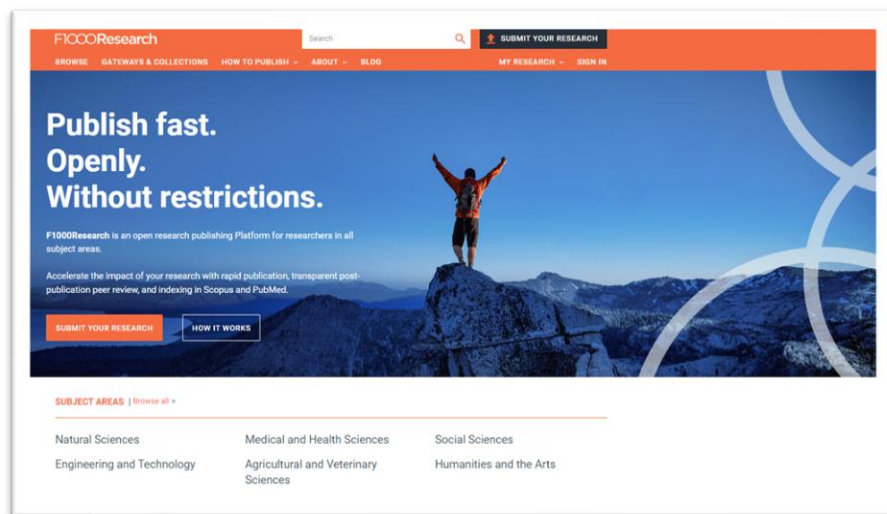 F1000Research
Search
SUBMIT YOUR RESEARCH
BROWSE GATEWAYS & COLLECTIONS HOW TO PUBLISH ABOUT BLOG
MY RESEARCH SIGN IN
Publish fast.
Openly.
Without restrictions.
F1000Research is an open research publishing Platform for researchers in all
subject areas.
Accelerate the impact of your research with rapid publication, transparent post-
publication peer review, and indexing in Scopus and PubMed.
SUBMIT YOUR RESEARCH
HOW IT WORKS
SUBJECT AREAS | Browse all »
Natural Sciences
Medical and Health Sciences
Social Sciences
Engineering and Technology
Agricultural and Veterinary
Sciences
Humanities and the Arts